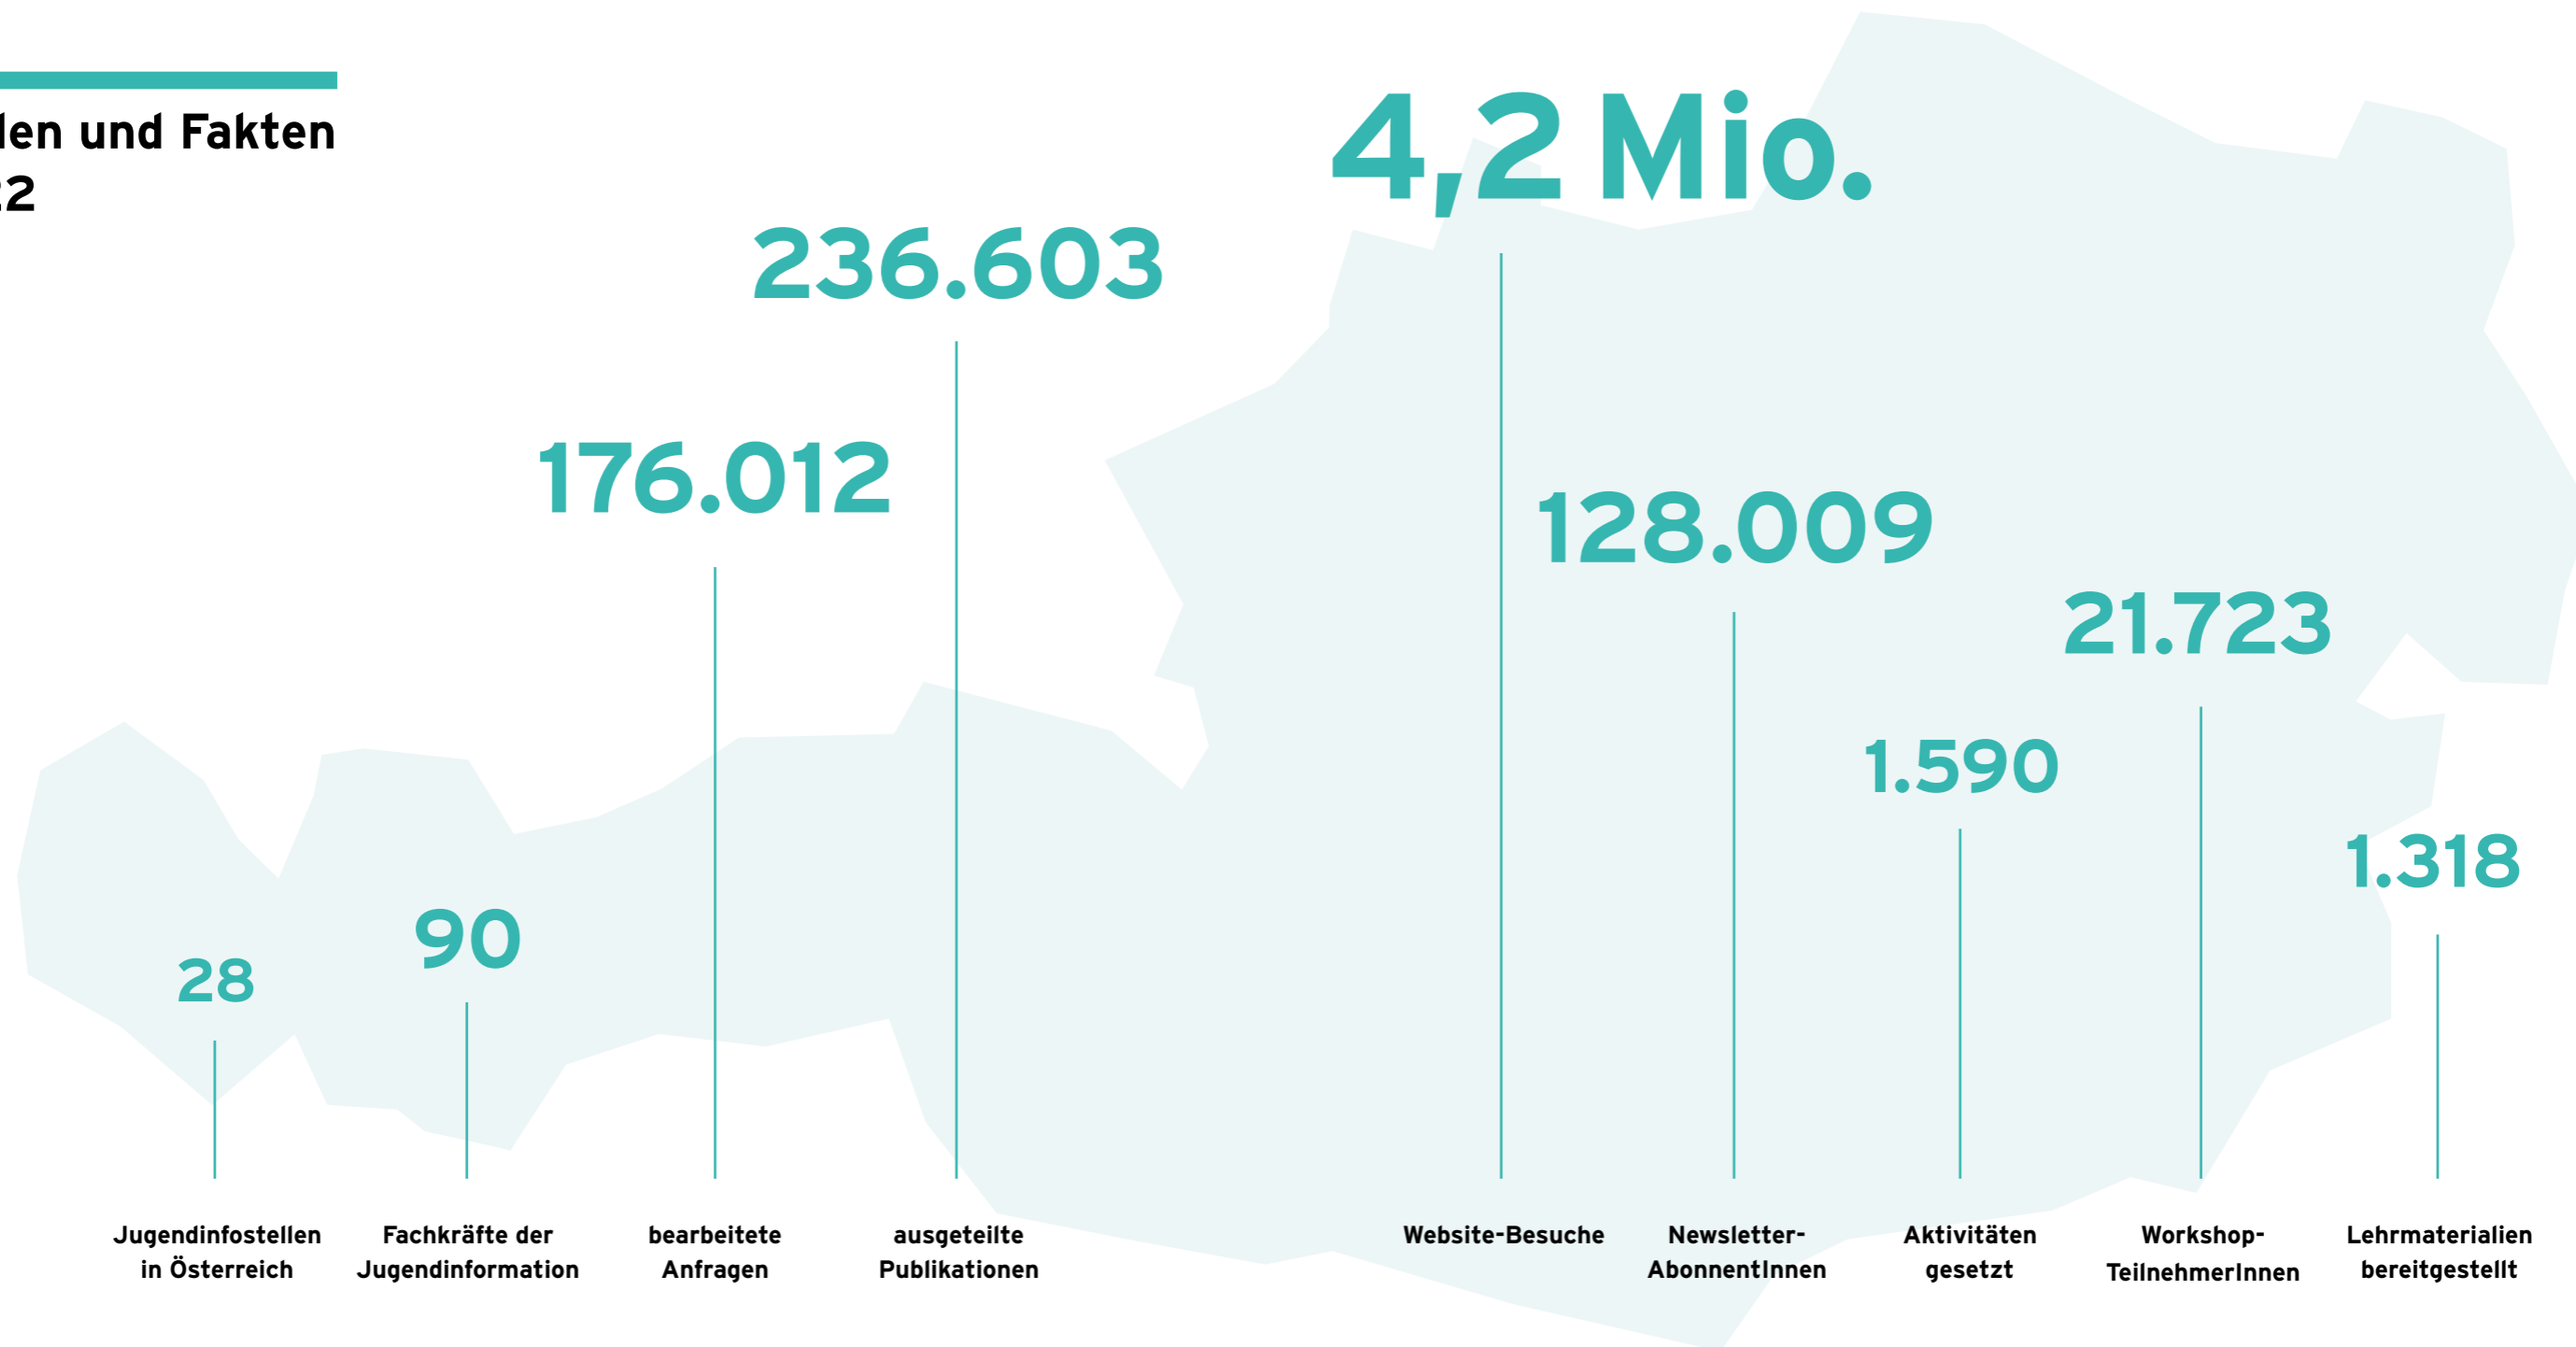 len und Fakten
22
4,2 Mio.
236.603
176.012
128.009
21.723
1.590
1.318
90
28
Jugendinfostellen
in Österreich
Fachkräfte der
Jugendinformation
bearbeitete
Anfragen
ausgeteilte
Publikationen
Website-Besuche
Newsletter-
AbonnentInnen
Aktivitäten
gesetzt
Workshop-
TeilnehmerInnen
Lehrmaterialien
bereitgestellt